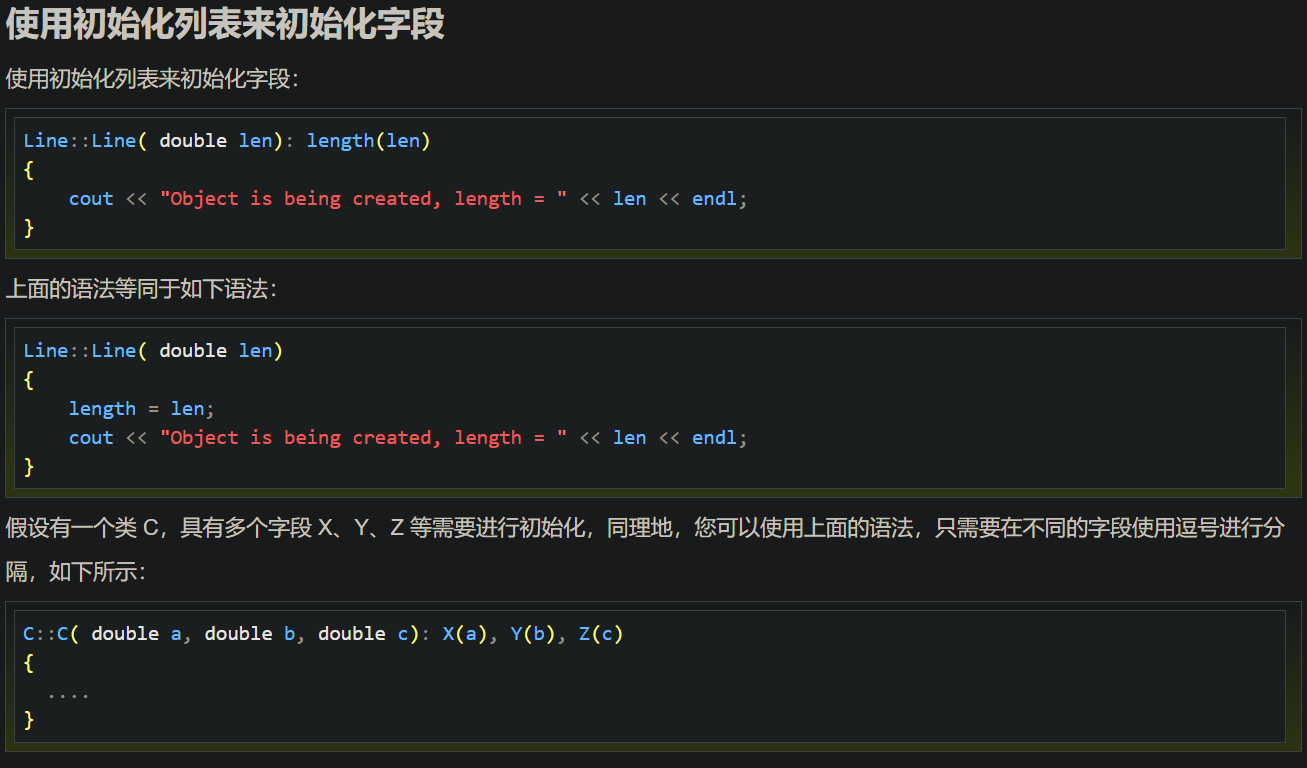 使用初始化列表来初始化字段
使用初始化列表来初始化字段：
Line::Line( double len): length(len)
{
    cout << "Object is being created, length = " << len << endl;
}
上面的语法等同于如下语法：
Line::Line( double len)
{
    length = len;
    cout << "Object is being created, length = " << len << endl;
}
假设有一个类 C，具有多个字段 X、Y、Z 等需要进行初始化，同理地，您可以使用上面的语法，只需要在不同的字段使用逗号进行分
隔，如下所示：
C::C( double a, double b, double c): X(a), Y(b), Z(c)
{
  ....
}